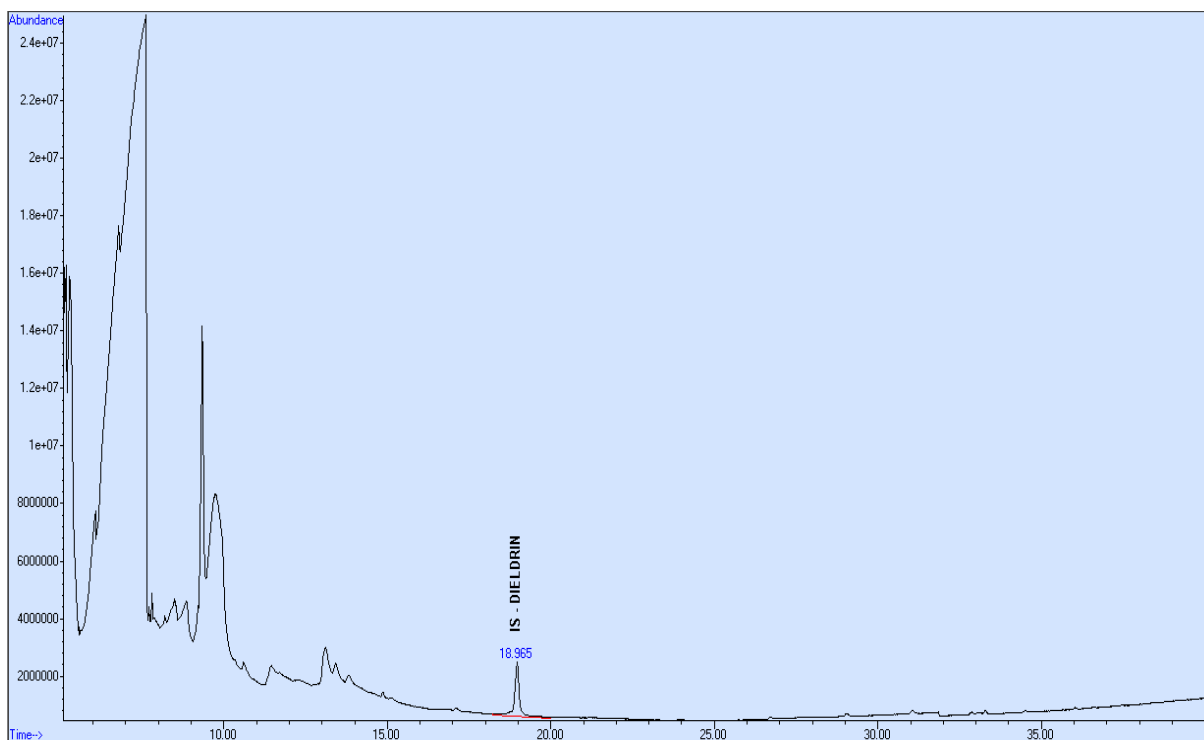 Abundance
2.4e+07
2.2e+07
2e+07
1.8e+07
1.6e+07
1.4e+07
1.2e+07
1e+07
8000000
6000000
4000000
2000000
IS - DIELDRIN
18.965
Time-->
10.00
15.00
20.00
25.00
30.00
35.00